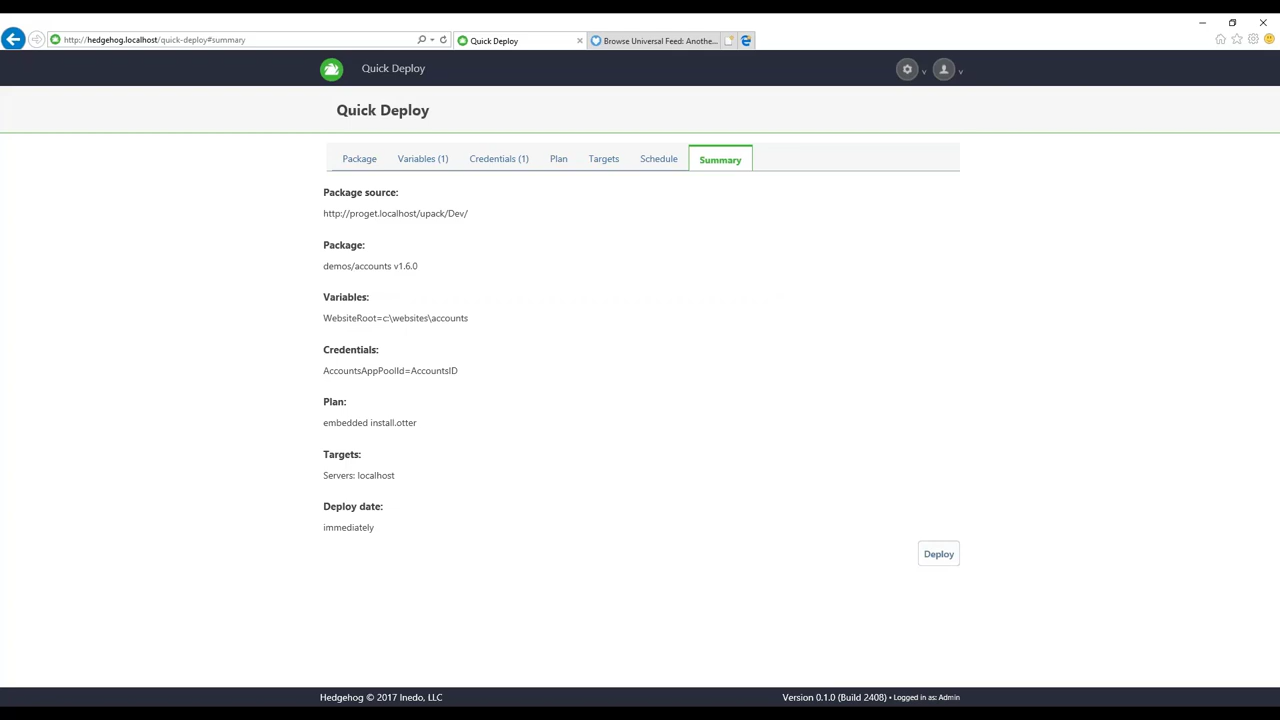 http://hedgehog.localhost/quick-deploy#summary
Quick Deploy
Browse Universal Feed: Anothe...
Quick Deploy
Quick Deploy
Package
Variables (1)
Credentials (1)
Plan
Targets
Schedule
Summary
Package source:
http://proget.localhost/upack/Dev/
Package:
demos/accounts v1.6.0
Variables:
WebsiteRoot=c:\websites\accounts
Credentials:
AccountsAppPoolId=AccountsID
Plan:
embedded install.otter
Targets:
Servers: localhost
Deploy date:
immediately
Deploy
Hedgehog © 2017 Inedo, LLC
Version 0.1.0 (Build 2408) • Logged in as: Admin